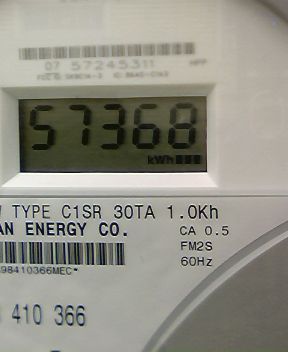 07 57245311
57368
kWh
TYPE C1SR 30TA 1.0Kh
AN ENERGY CO.
CA 0.5
FM2S
60Hz
98410366MEC*
410 366